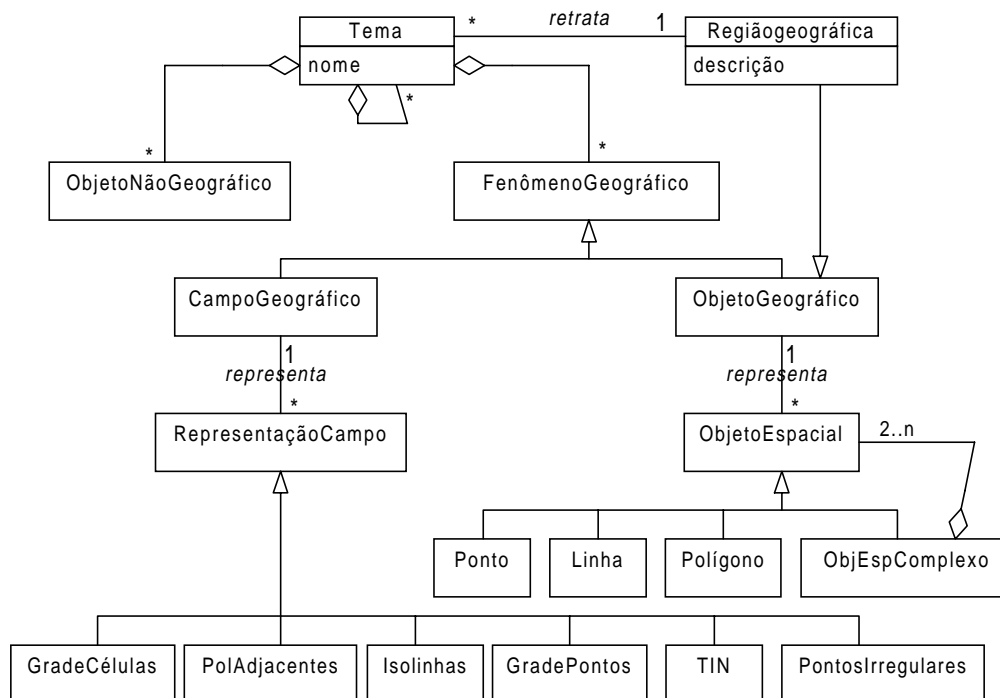 Tema
nome
*
retrata
1
Regiãogeográfica
descrição
*
*
*
ObjetoNãoGeográfico
FenômenoGeográfico
CampoGeográfico
ObjetoGeográfico
1
representa
*
1
representa
*
RepresentaçãoCampo
ObjetoEspacial
2..n
Ponto
Linha
Polígono
ObjEspComplexo
GradeCélulas
PolAdjacentes
Isolinhas
GradePontos
TIN
PontosIrregulares